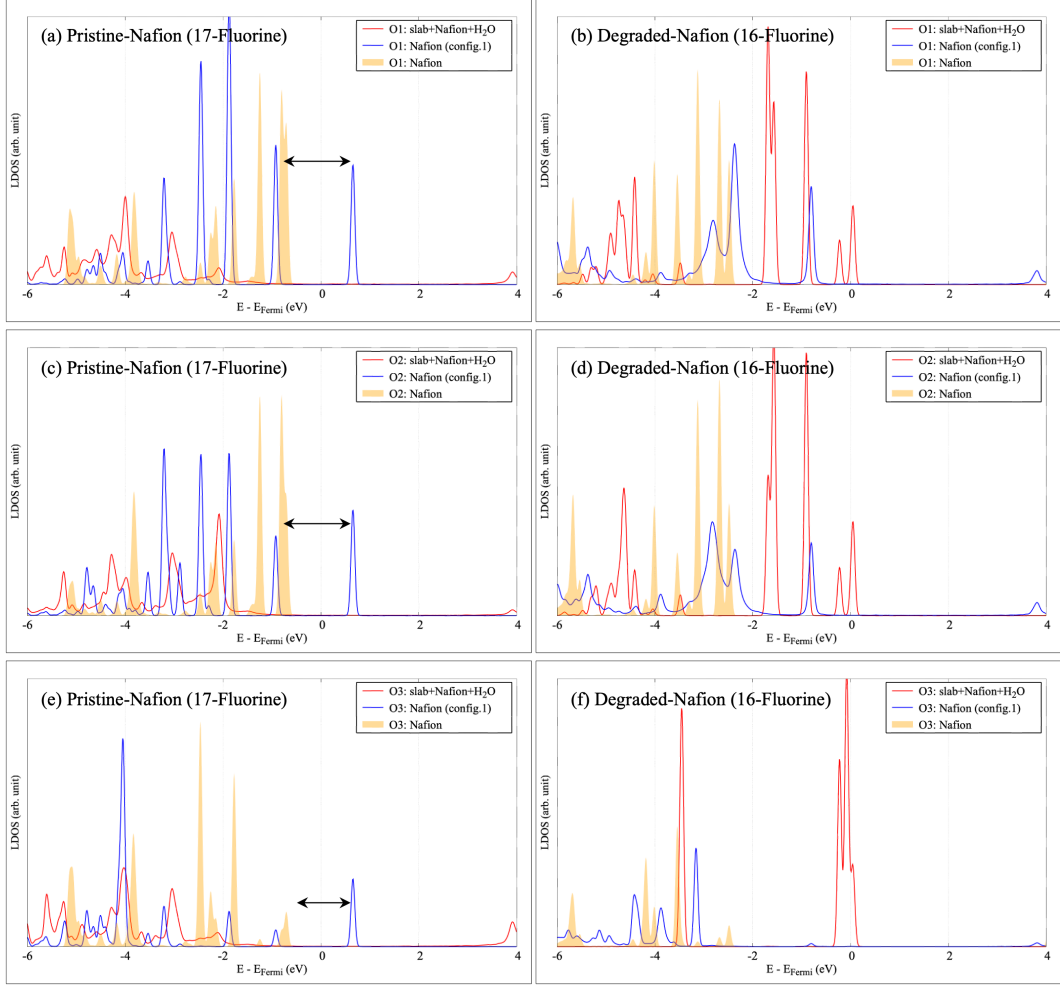 (a) Pristine-Nafion (17-Fluorine)
O1: slab+Nafion+H2O
O1: Nafion (config.1)
O1: Nafion
LDOS (arb. unit)
-6 -4 -2 0 2 4
E - EFermi (eV)
(b) Degraded-Nafion (16-Fluorine)
O1: slab+Nafion+H2O
O1: Nafion (config.1)
O1: Nafion
LDOS (arb. unit)
-6 -4 -2 0 2 4
E - EFermi (eV)
(c) Pristine-Nafion (17-Fluorine)
O2: slab+Nafion+H2O
O2: Nafion (config.1)
O2: Nafion
LDOS (arb. unit)
-6 -4 -2 0 2 4
E - EFermi (eV)
(d) Degraded-Nafion (16-Fluorine)
O2: slab+Nafion+H2O
O2: Nafion (config.1)
O2: Nafion
LDOS (arb. unit)
-6 -4 -2 0 2 4
E - EFermi (eV)
(e) Pristine-Nafion (17-Fluorine)
O3: slab+Nafion+H2O
O3: Nafion (config.1)
O3: Nafion
LDOS (arb. unit)
-6 -4 -2 0 2 4
E - EFermi (eV)
(f) Degraded-Nafion (16-Fluorine)
O3: slab+Nafion+H2O
O3: Nafion (config.1)
O3: Nafion
LDOS (arb. unit)
-6 -4 -2 0 2 4
E - EFermi (eV)